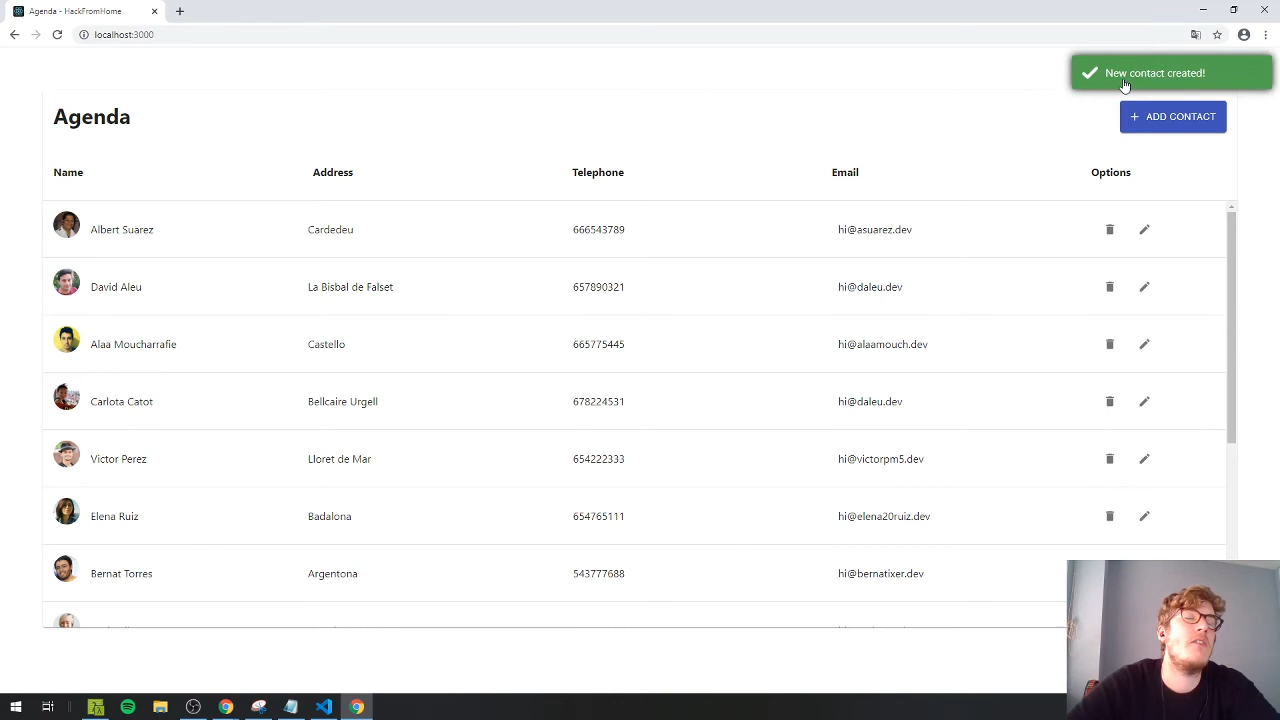 Agenda - HackFromHome
localhost:3000
New contact created!
Agenda
+ ADD CONTACT
Name Address Telephone Email Options
Albert Suarez Cardedeu 666543789 hi@asuarez.dev
David Aleu La Bisbal de Falset 657890321 hi@daleu.dev
Alaa Moucharrafie Castello 665775445 hi@alaamouch.dev
Carlota Catot Bellcaire Urgell 678224531 hi@daleu.dev
Victor Perez Lloret de Mar 654222333 hi@victorpm5.dev
Elena Ruiz Badalona 654765111 hi@elena20ruiz.dev
Bernat Torres Argentona 543777688 hi@bernatixer.dev